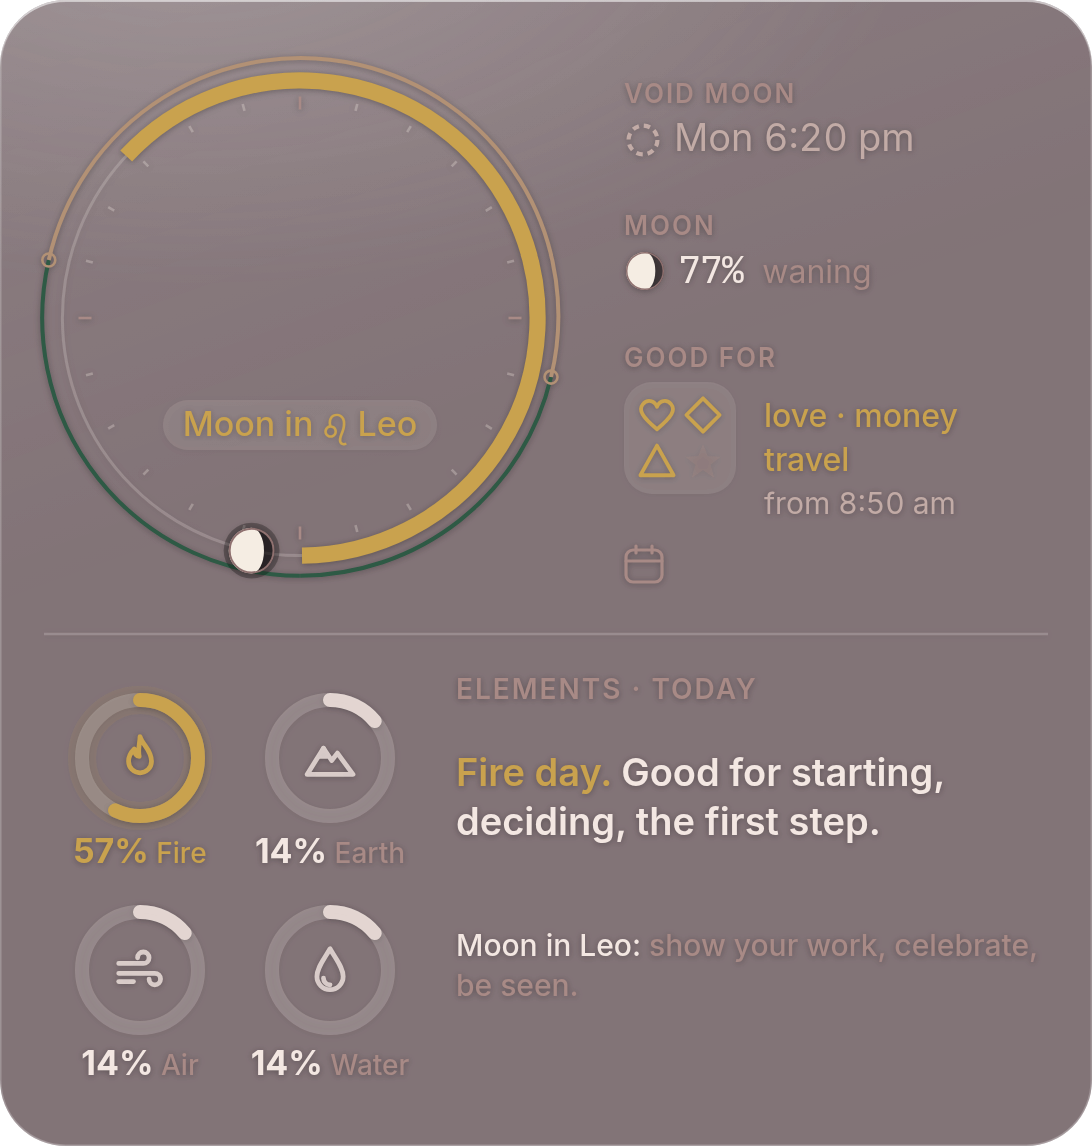 VOID MOON
Mon 6:20 pm
MOON
77% waning
GOOD FOR
love · money
travel
from 8:50 am
Moon in ♌ Leo
ELEMENTS · TODAY
Fire day. Good for starting,
deciding, the first step.
57% Fire
14% Earth
Moon in Leo: show your work, celebrate,
be seen.
14% Air
14% Water